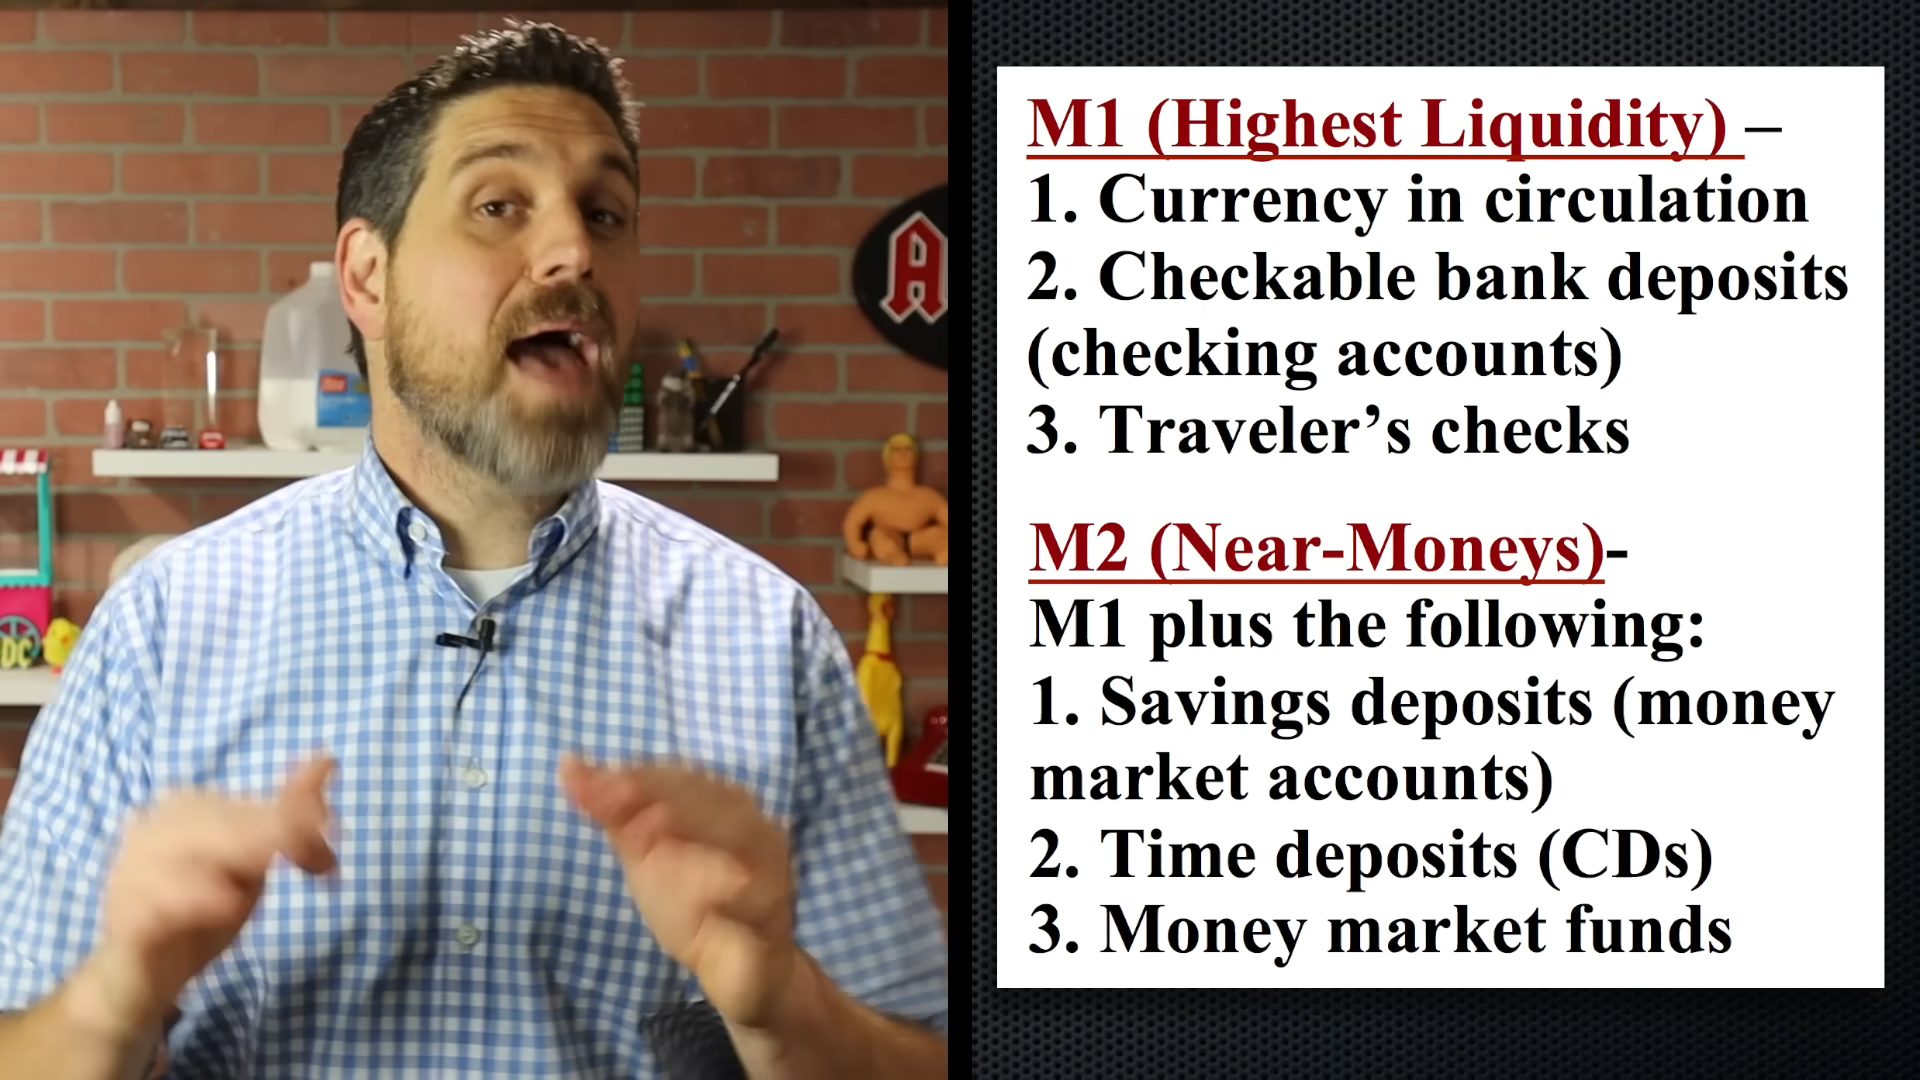 M1 (Highest Liquidity) –
1. Currency in circulation
2. Checkable bank deposits
(checking accounts)
3. Traveler’s checks
M2 (Near-Moneys)-
M1 plus the following:
1. Savings deposits (money
market accounts)
2. Time deposits (CDs)
3. Money market funds
A
DC